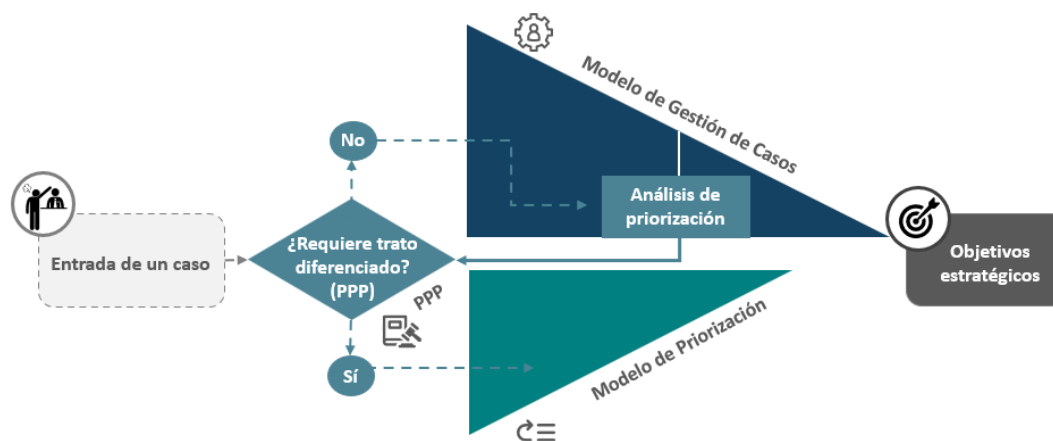 Modelo de Gestión de Casos
No
Análisis de
priorización
Entrada de un caso
¿Requiere trato
diferenciado?
(PPP)
PPP
Objetivos
estratégicos
Sí
Modelo de Priorización